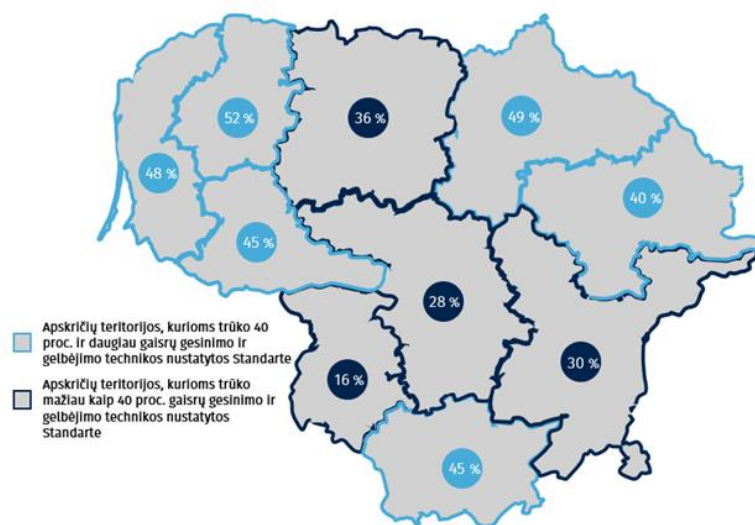 52 %
36 %
49 %
48 %
40 %
45 %
28 %
30 %
16 %
45 %
Apskričių teritorijos, kurioms trūko 40
proc. ir daugiau gaisrų gesinimo ir
gelbėjimo technikos nustatytos Standarte
Apskričių teritorijos, kurioms trūko
mažiau kaip 40 proc. gaisrų gesinimo ir
gelbėjimo technikos nustatytos
Standarte